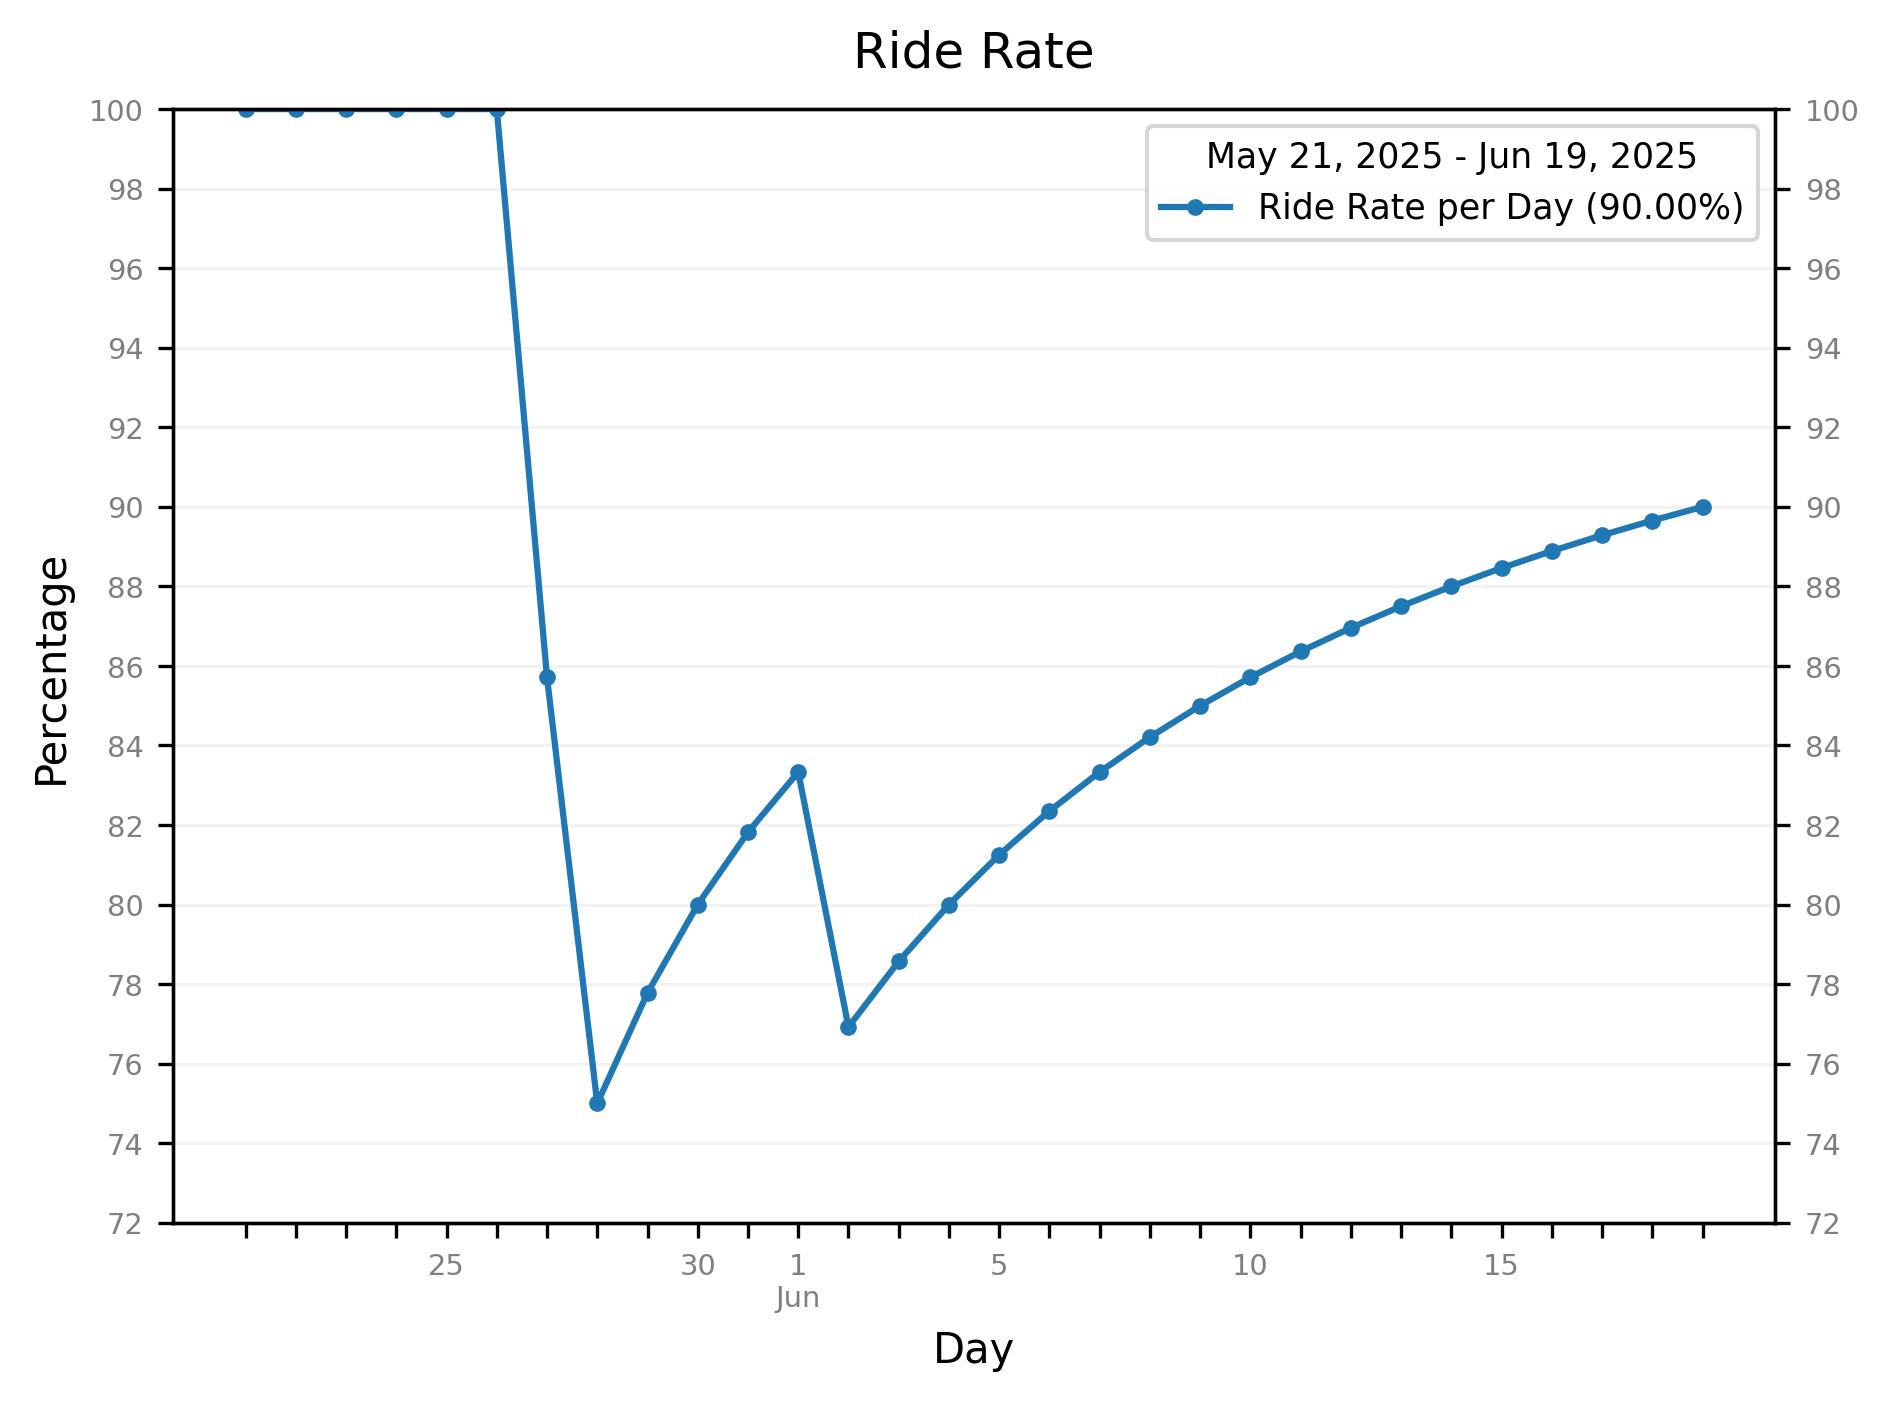 Ride Rate
May 21, 2025 - Jun 19, 2025
Ride Rate per Day (90.00%)
Percentage
100 100
98 98
96 96
94 94
92 92
90 90
88 88
86 86
84 84
82 82
80 80
78 78
76 76
74 74
72 72
25 30 1 5 10 15
Jun
Day